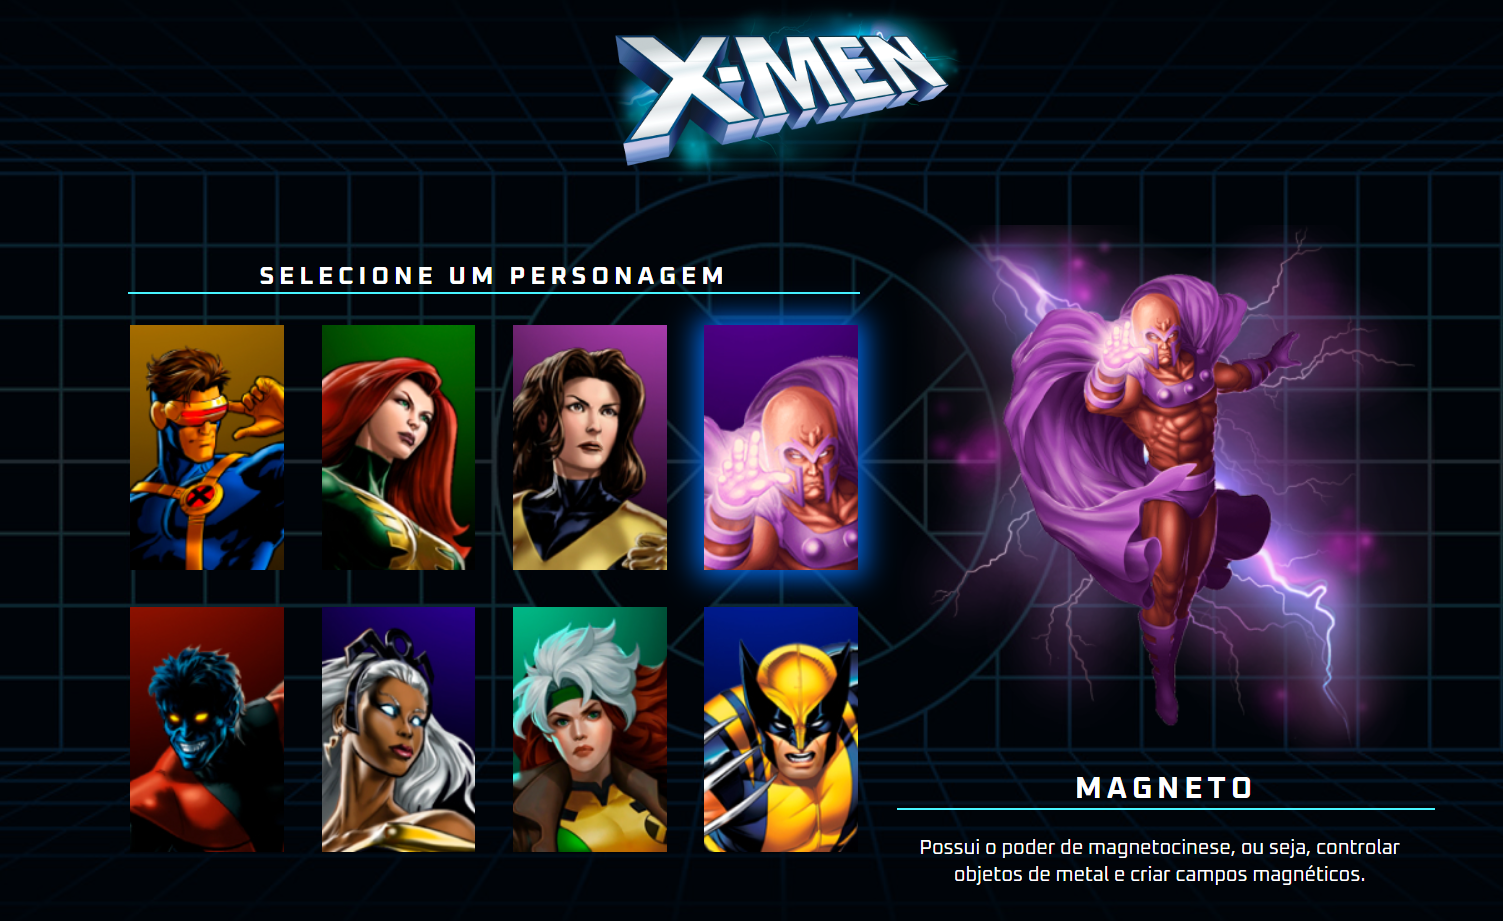 X-MEN
SELECIONE UM PERSONAGEM
MAGNETO
Possui o poder de magnetocinese, ou seja, controlar
objetos de metal e criar campos magnéticos.